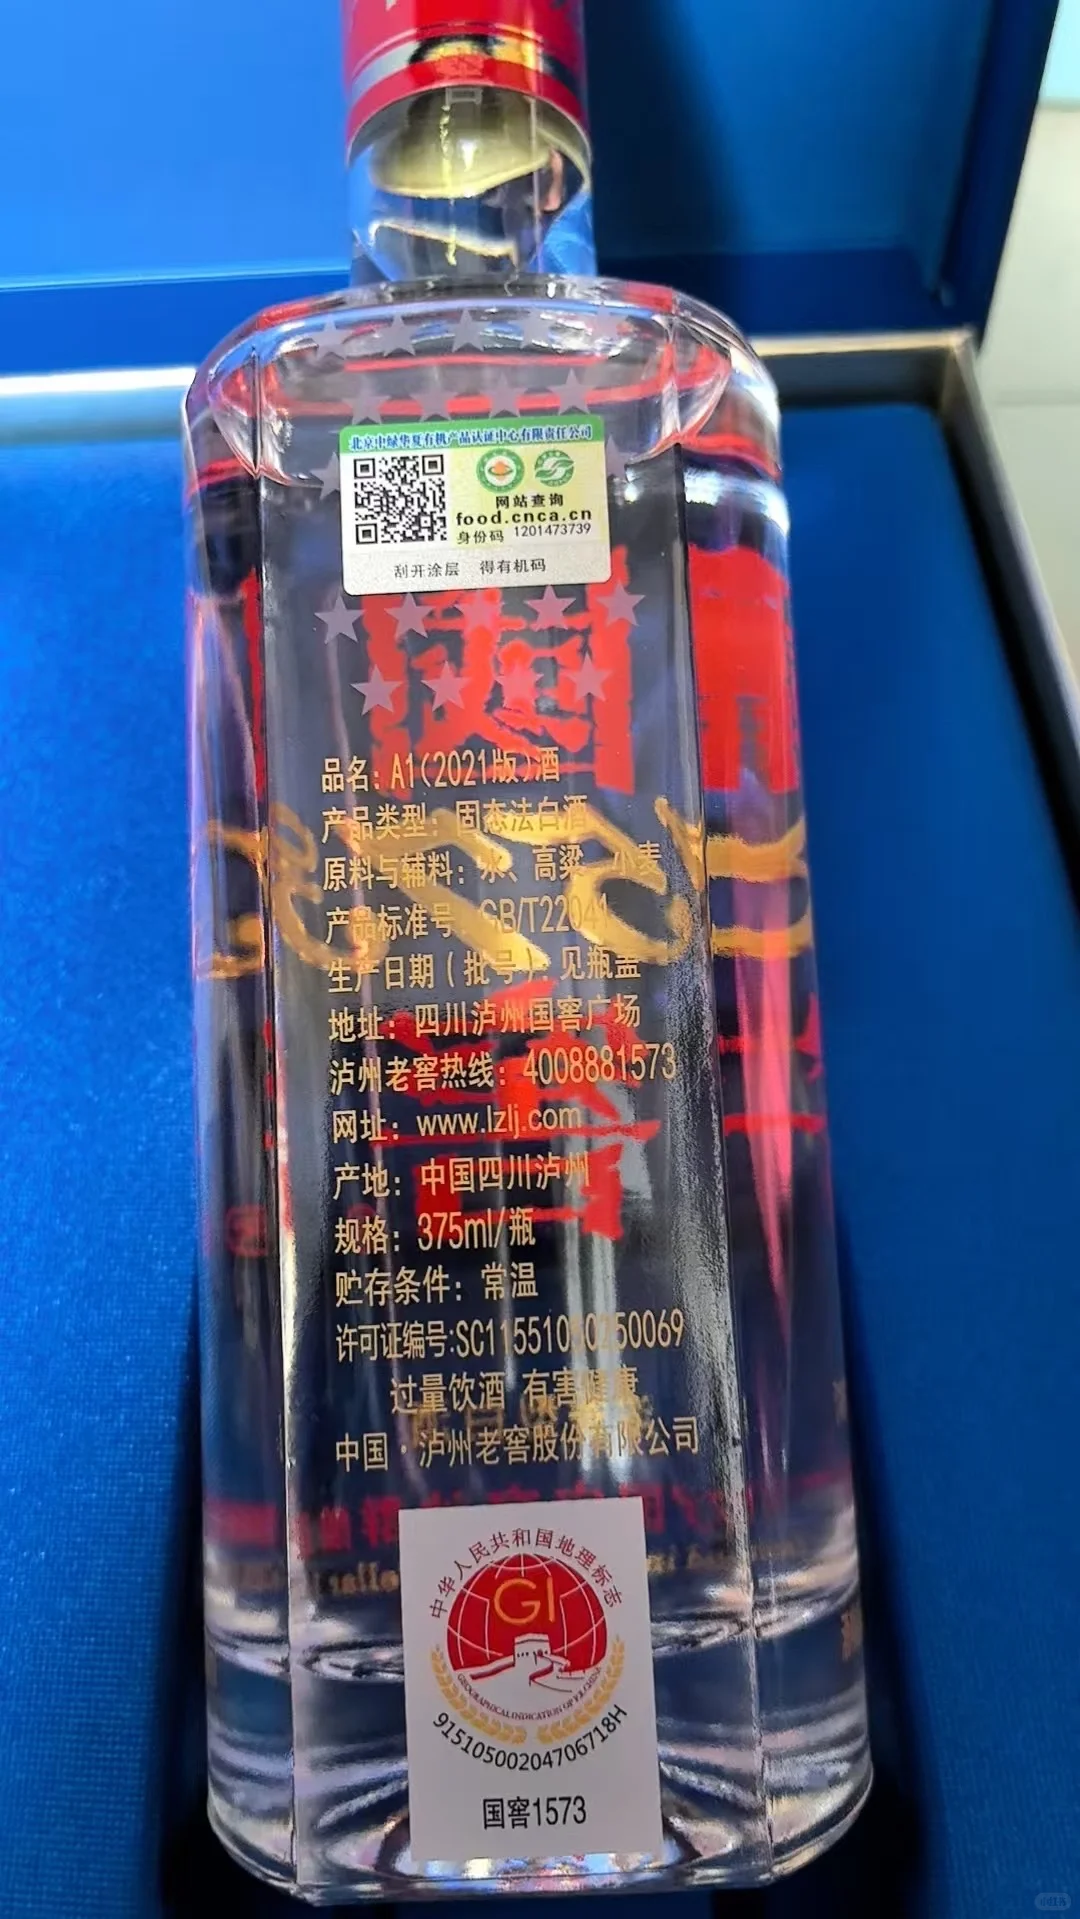 北京中绿华夏有机产品认证中心有限责任公司
网站查询
food.cnca.cn
身份码 1201473739
刮开涂层 得有机码
品名：A1（2021版）酒
产品类型：固态法白酒
原料与辅料：水、高粱、小麦
产品标准号：GB/T22041
生产日期（批号）：见瓶盖
地址：四川泸州国窖广场
泸州老窖热线：4008881573
网址：www.lzlj.com
产地：中国四川泸州
规格：375ml/瓶
贮存条件：常温
许可证编号:SC11551050250069
过量饮酒 有害健康
中国·泸州老窖股份有限公司
中华人民共和国地理标志
GI
GEOGRAPHICAL INDICATION OF P.R.CHINA
91510500204706718H
国窖1573